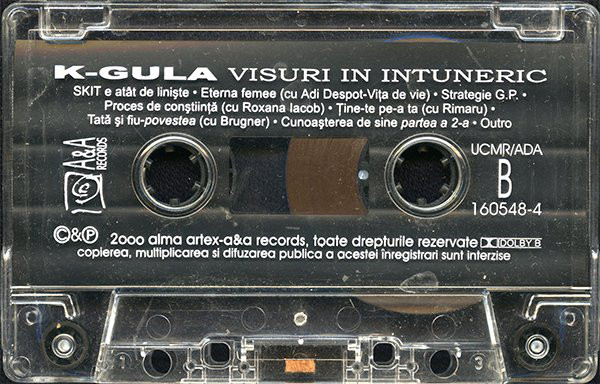 K-GULA VISURI IN INTUNERIC
SKIT e atât de liniște • Eterna femee (cu Adi Despot-Vița de vie) • Strategie G.P. •
Proces de conștiință (cu Roxana Iacob) • Ține-te pe-a ta (cu Rimaru) •
Tată și fiu-povestea (cu Brugner) • Cunoașterea de sine partea a 2-a • Outro
A&A
RECORDS
UCMR/ADA
B
160548-4
©&℗ 2000 alma artex-a&a records, toate drepturile rezervate DOLBY B
copierea, multiplicarea si difuzarea publica a acestei înregistrari sunt interzise
1 3